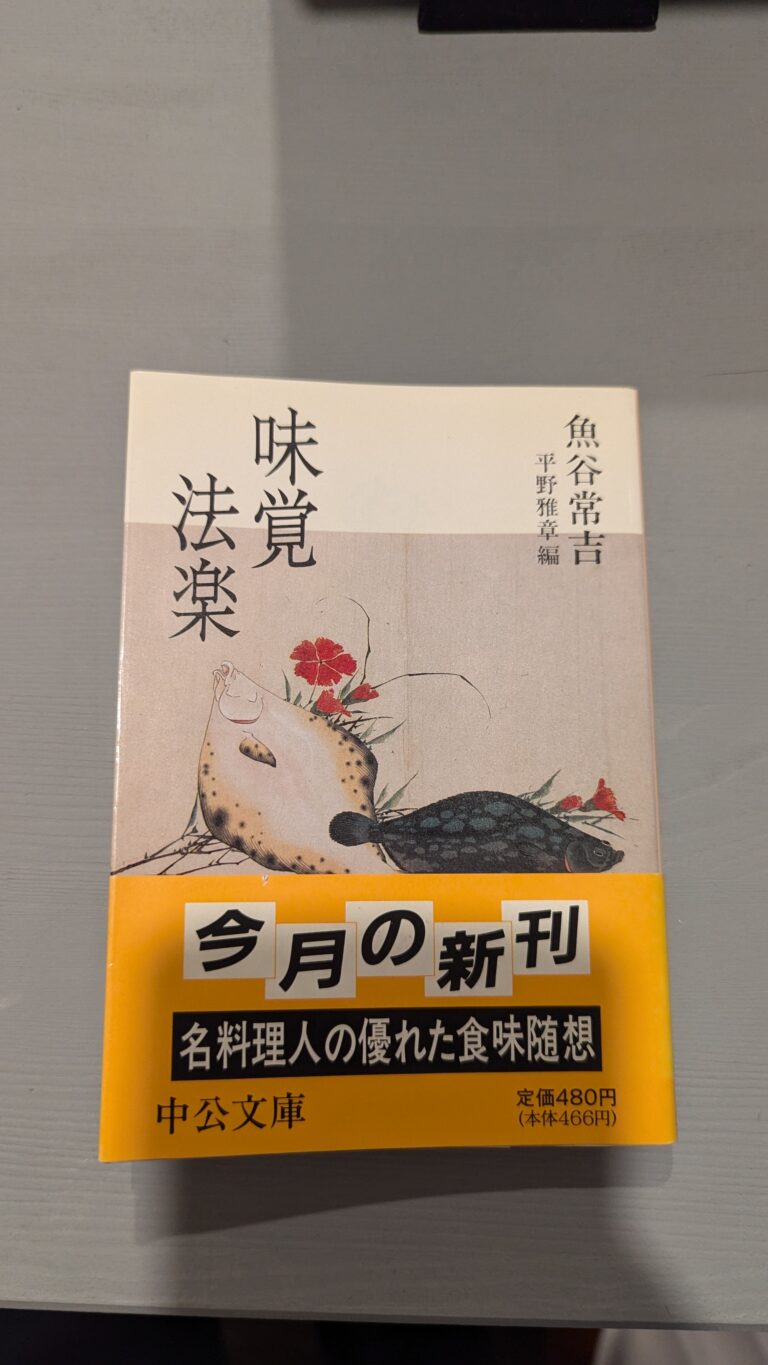 魚谷常吉
平野雅章編
味覚
法楽
今月の新刊
名料理人の優れた食味随想
中公文庫
定価480円
(本体466円)